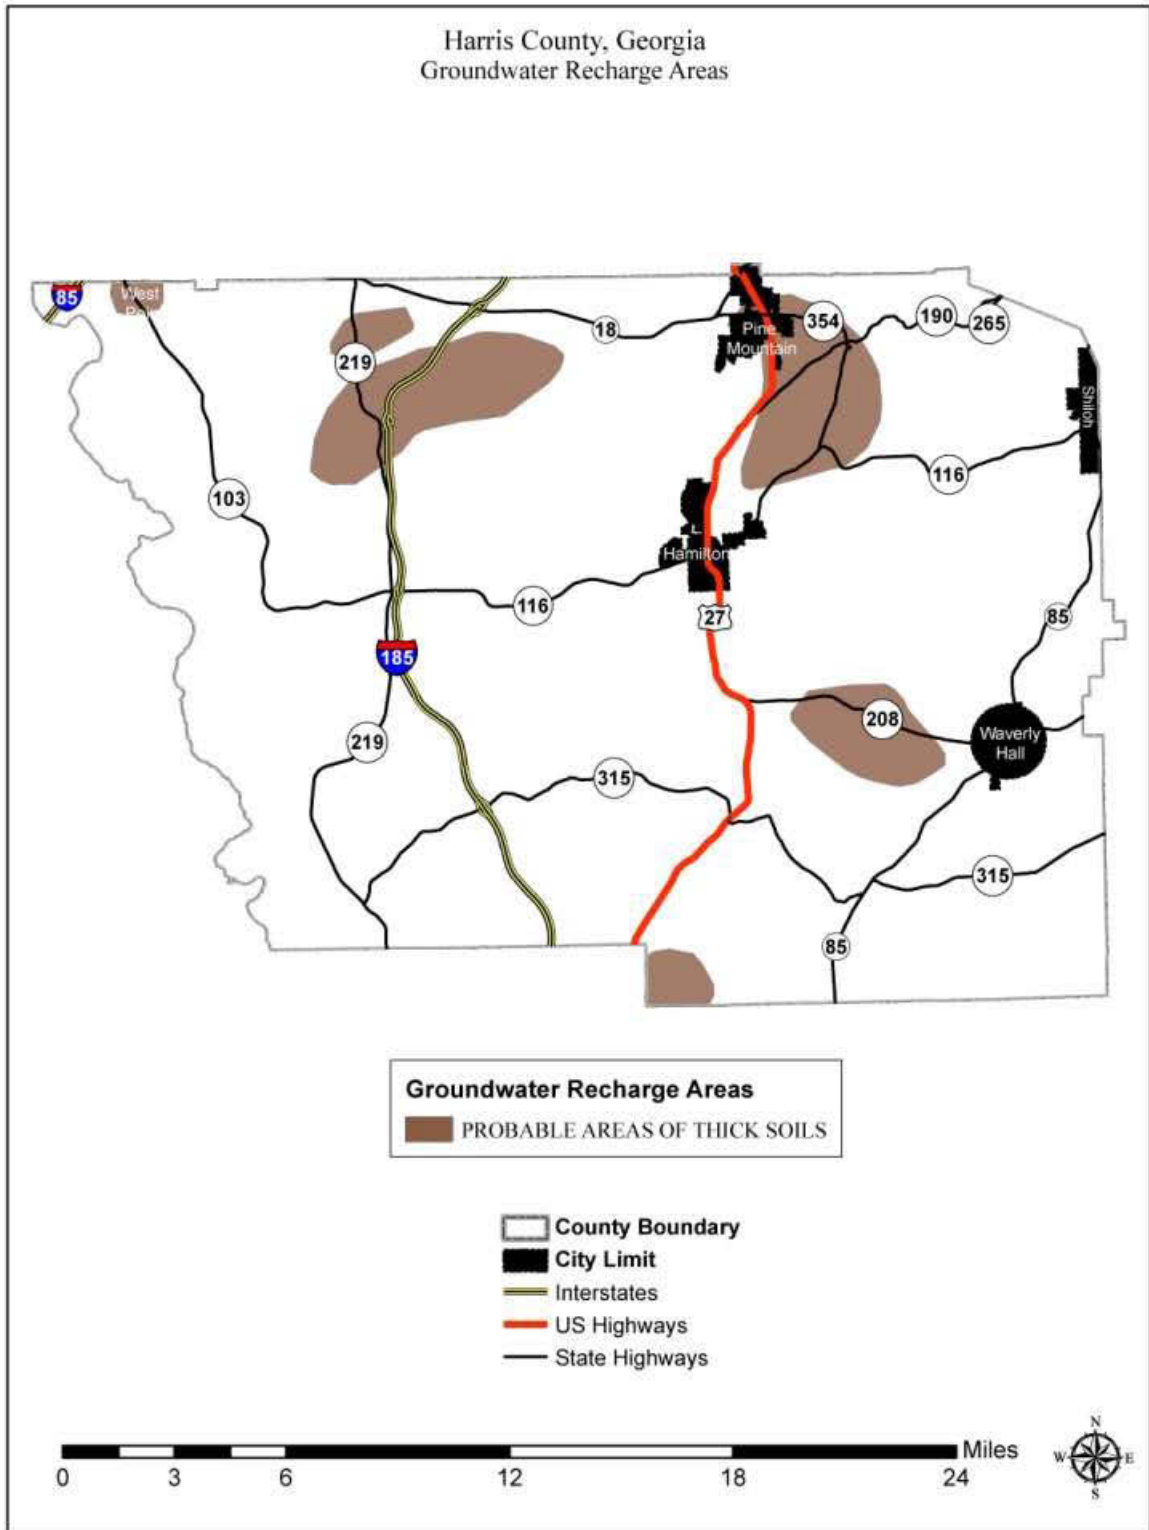 Harris County, Georgia
Groundwater Recharge Areas
85
West
18
354
190
265
Pine
Mountain
219
Shiloh
103
116
Hamilton
116
27
85
185
208
Waverly
Hall
219
315
315
85
Groundwater Recharge Areas
PROBABLE AREAS OF THICK SOILS
County Boundary
City Limit
Interstates
US Highways
State Highways
Miles
0 3 6 12 18 24
N
W E
S